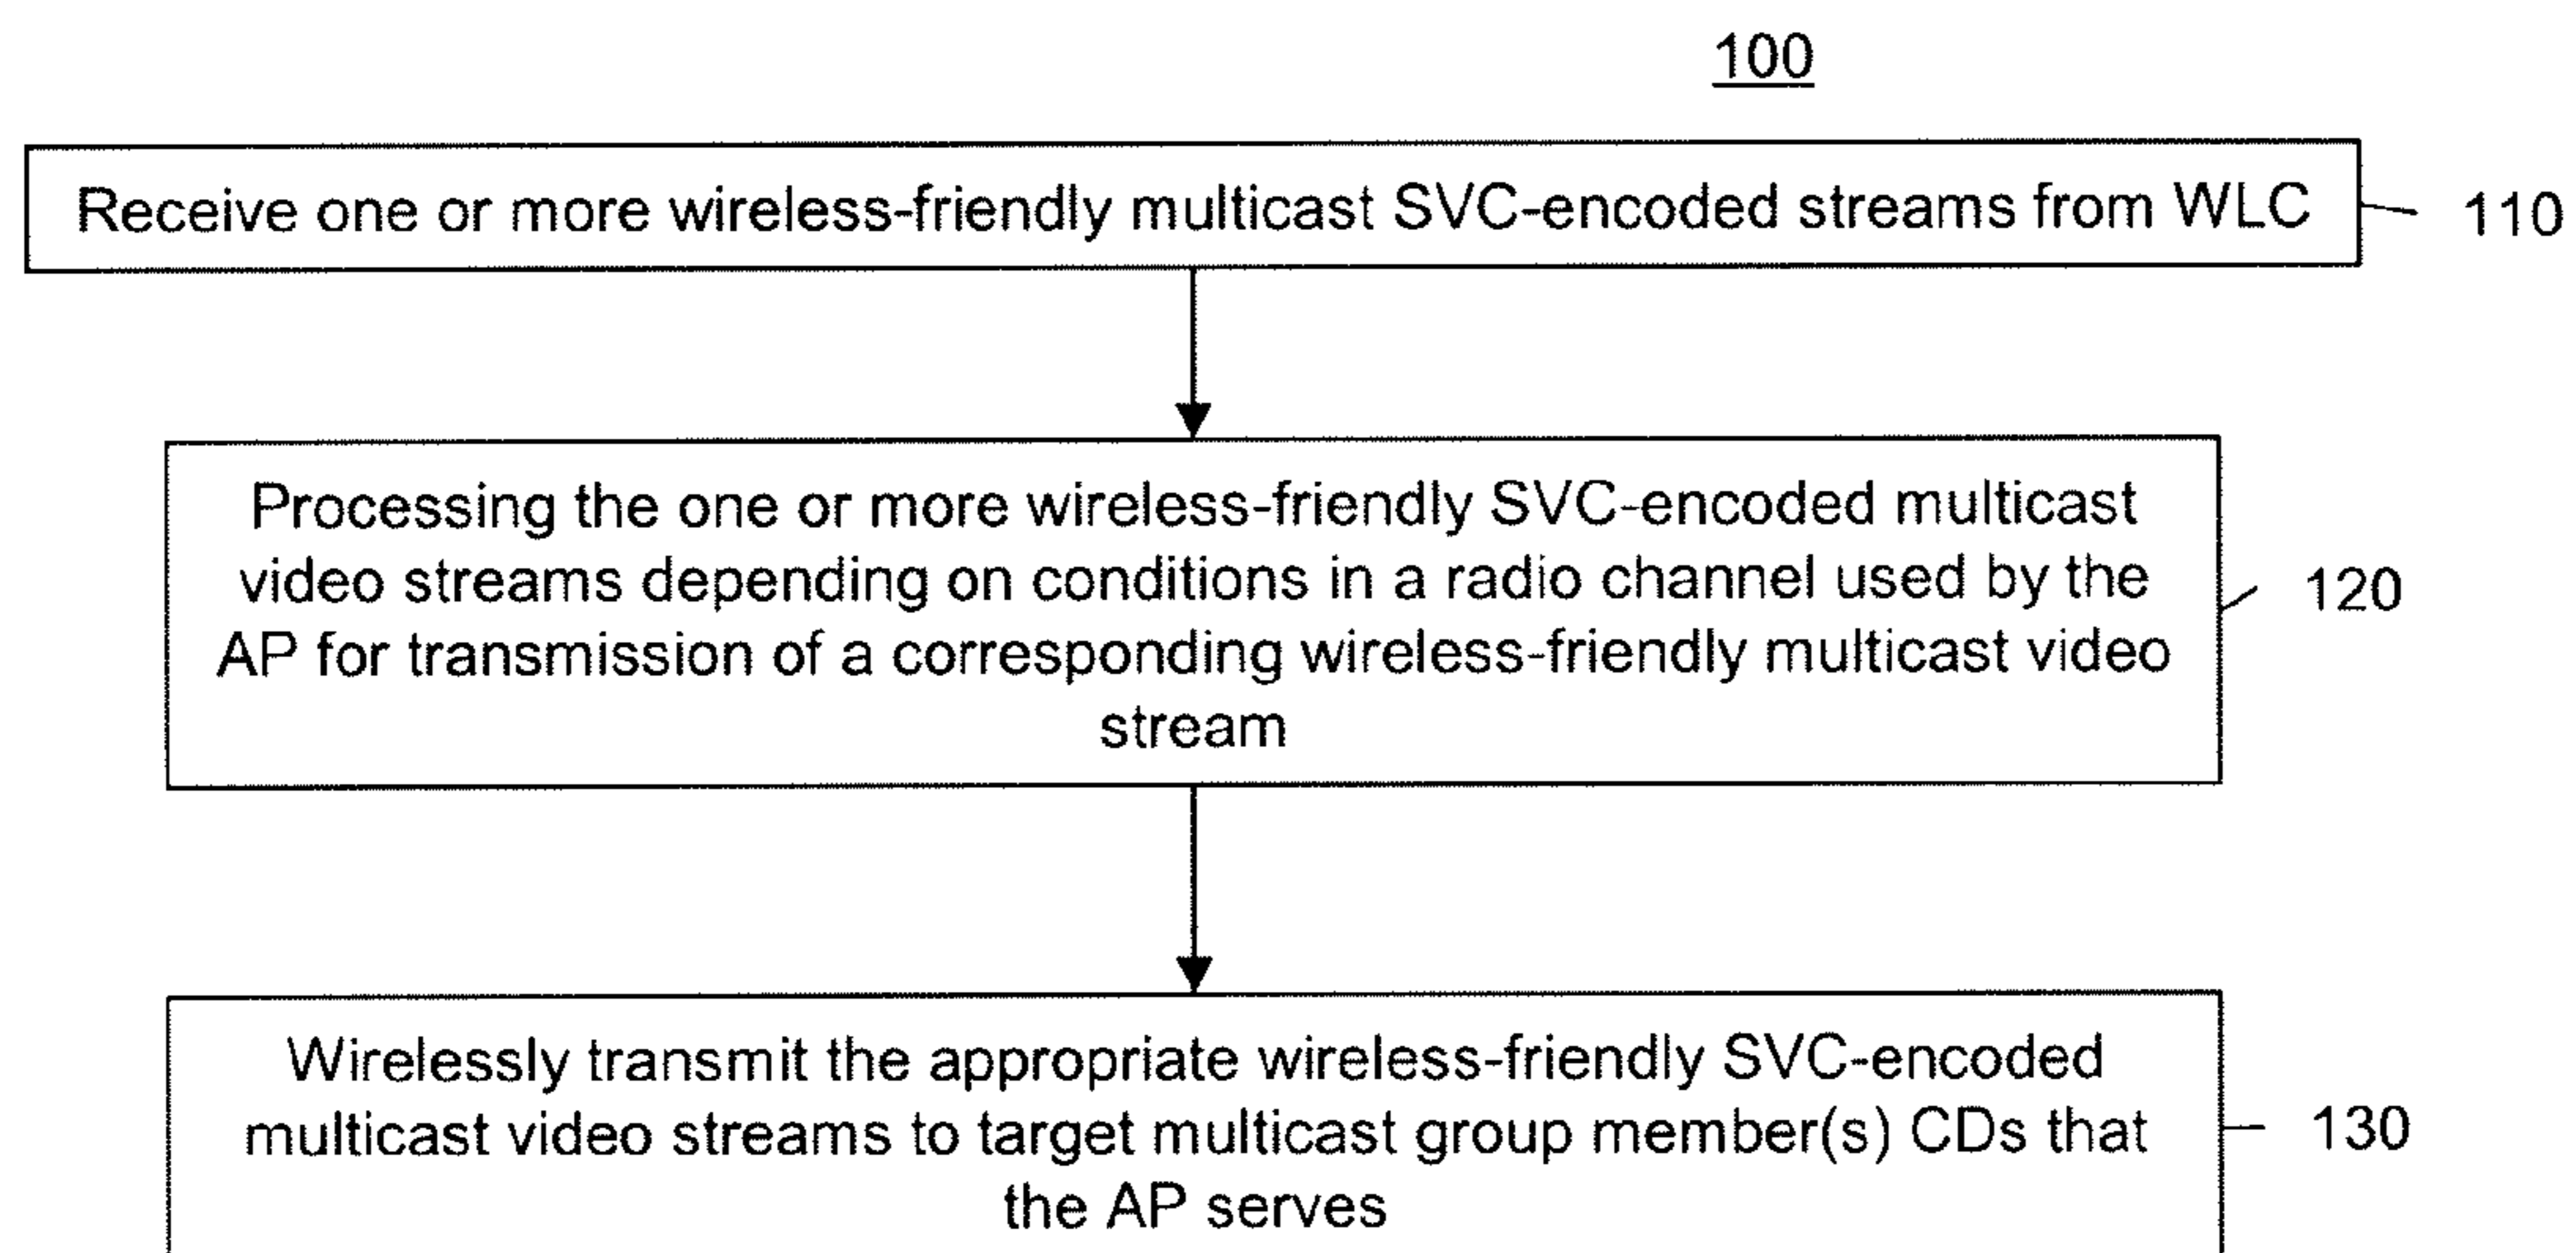 100
Receive one or more wireless-friendly multicast SVC-encoded streams from WLC
110
Processing the one or more wireless-friendly SVC-encoded multicast
video streams depending on conditions in a radio channel used by the
AP for transmission of a corresponding wireless-friendly multicast video
stream
120
Wirelessly transmit the appropriate wireless-friendly SVC-encoded
multicast video streams to target multicast group member(s) CDs that
the AP serves
130